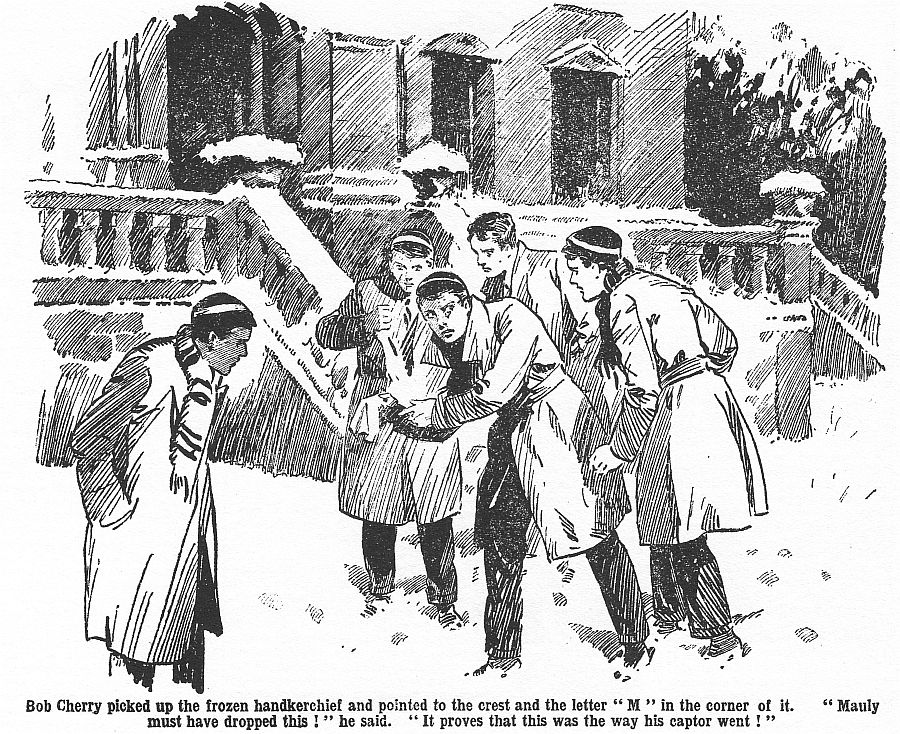 Bob Cherry picked up the frozen handkerchief and pointed to the crest and the letter “ M ” in the corner of it. “ Mauly
must have dropped this ! ” he said. “ It proves that this was the way his captor went ! ”